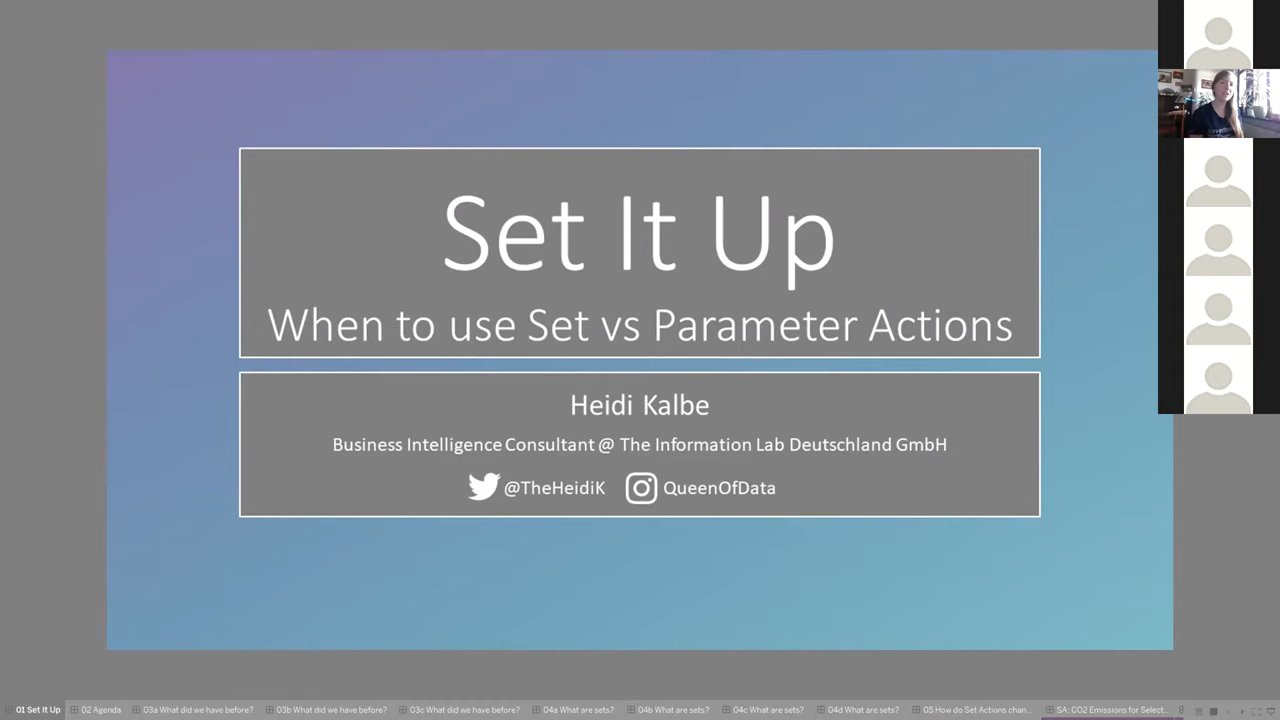 Set It Up
When to use Set vs Parameter Actions
Heidi Kalbe
Business Intelligence Consultant @ The Information Lab Deutschland GmbH
@TheHeidiK QueenOfData
01 Set It Up 02 Agenda 03a What did we have before? 03b What did we have before? 03c What did we have before? 04a What are sets? 04b What are sets? 04c What are sets? 04d What are sets? 05 How do Set Actions chan... SA: CO2 Emissions for Select...